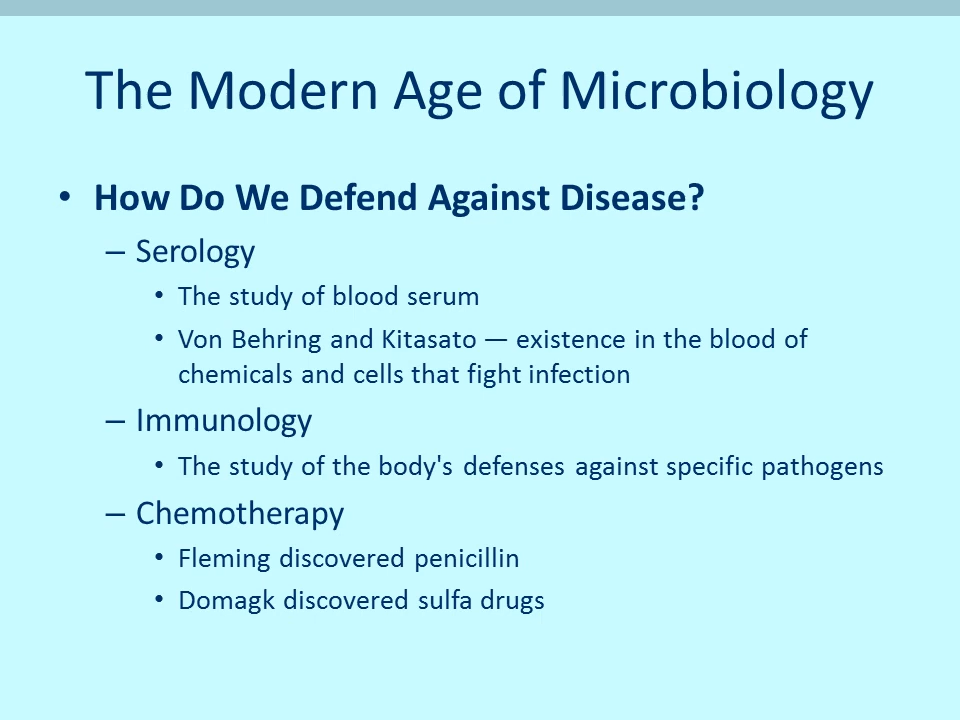 The Modern Age of Microbiology
• How Do We Defend Against Disease?
– Serology
• The study of blood serum
• Von Behring and Kitasato — existence in the blood of
chemicals and cells that fight infection
– Immunology
• The study of the body's defenses against specific pathogens
– Chemotherapy
• Fleming discovered penicillin
• Domagk discovered sulfa drugs